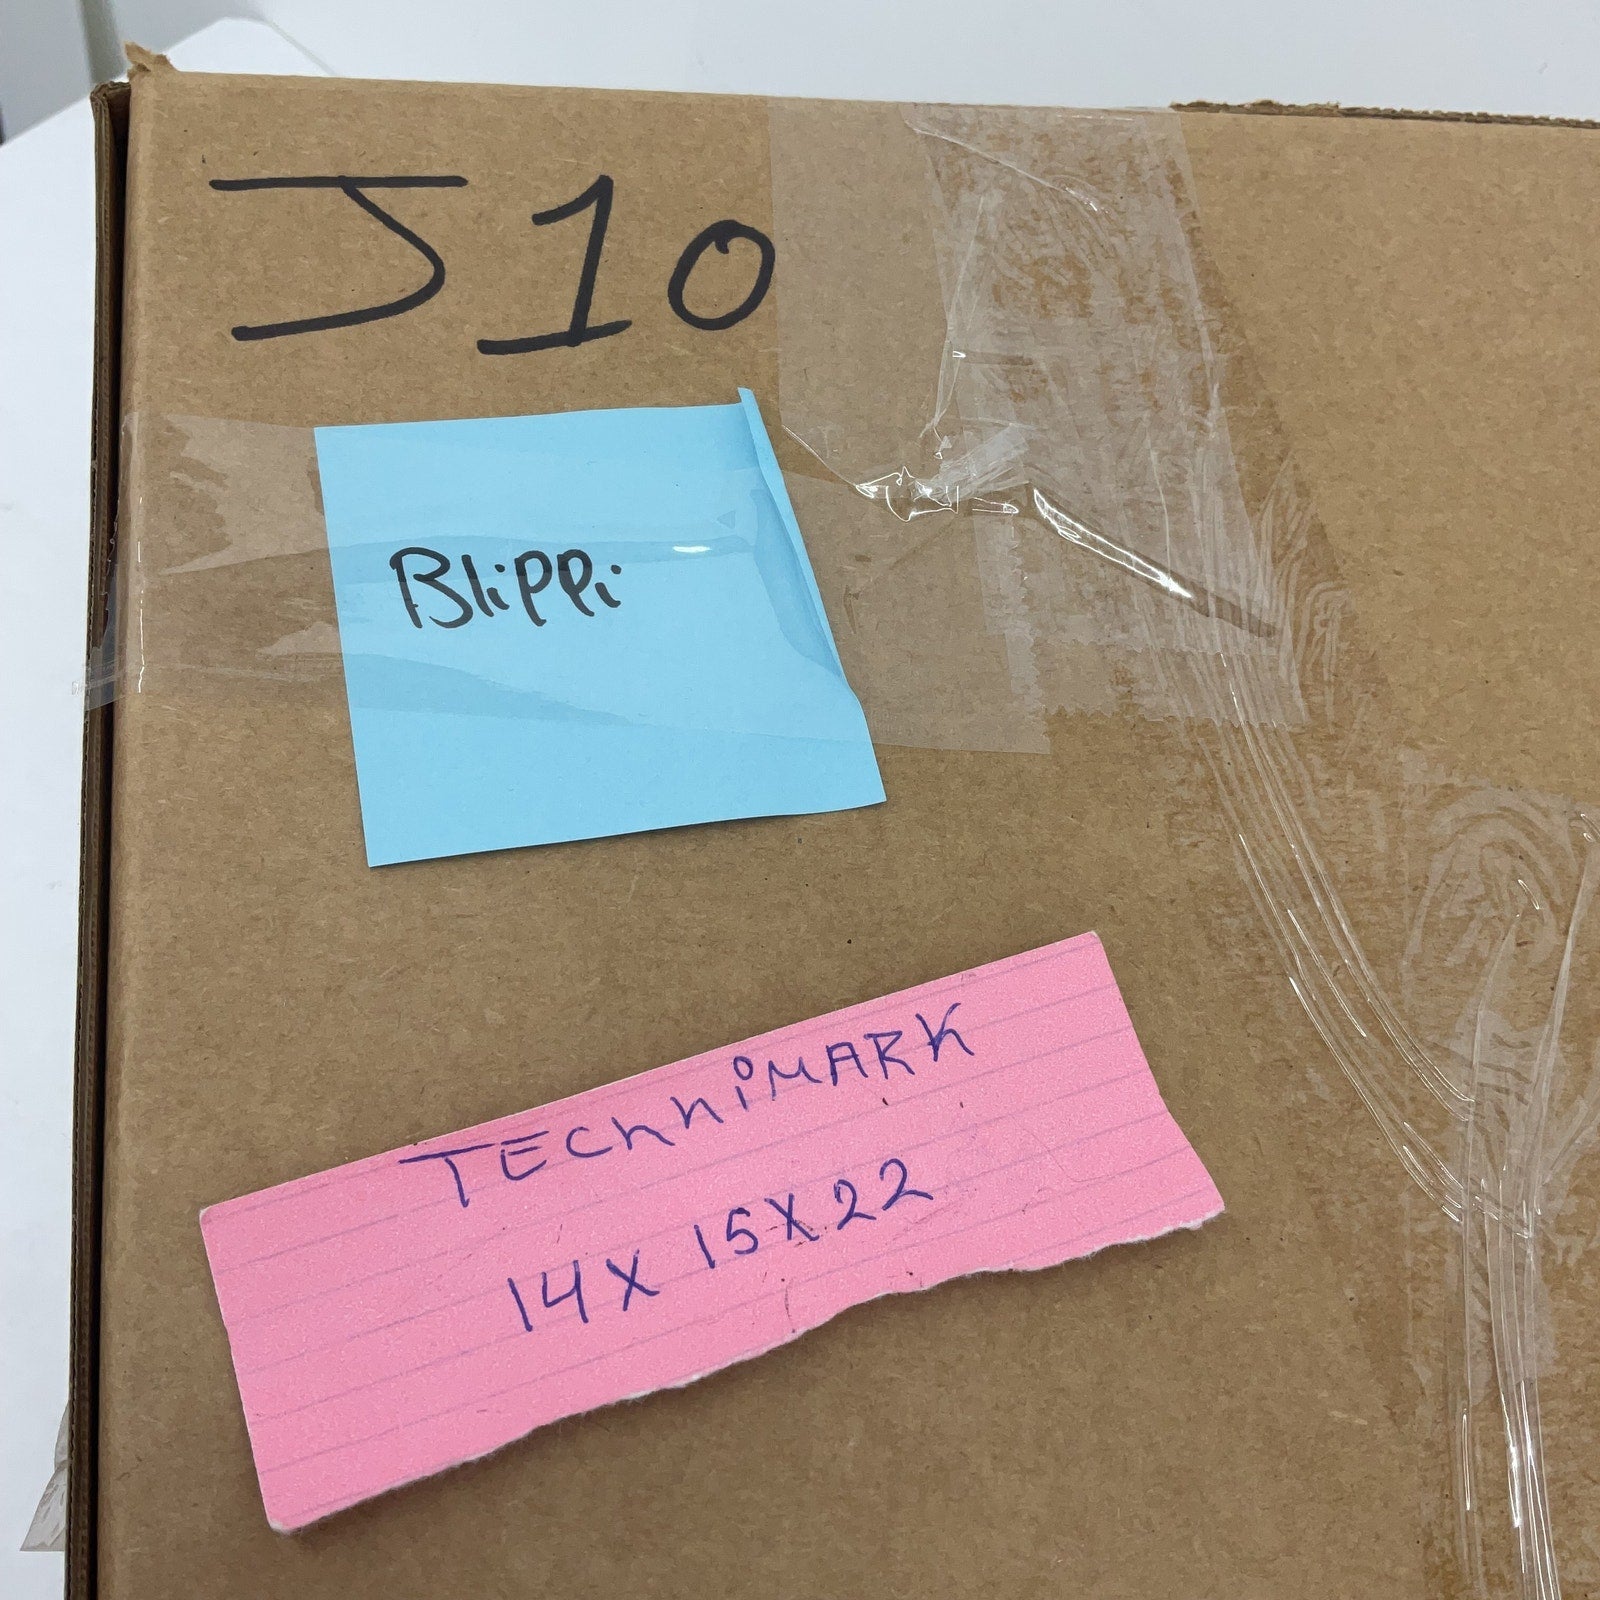 J10
Blippi
TECHNiMARK
14X 15X22